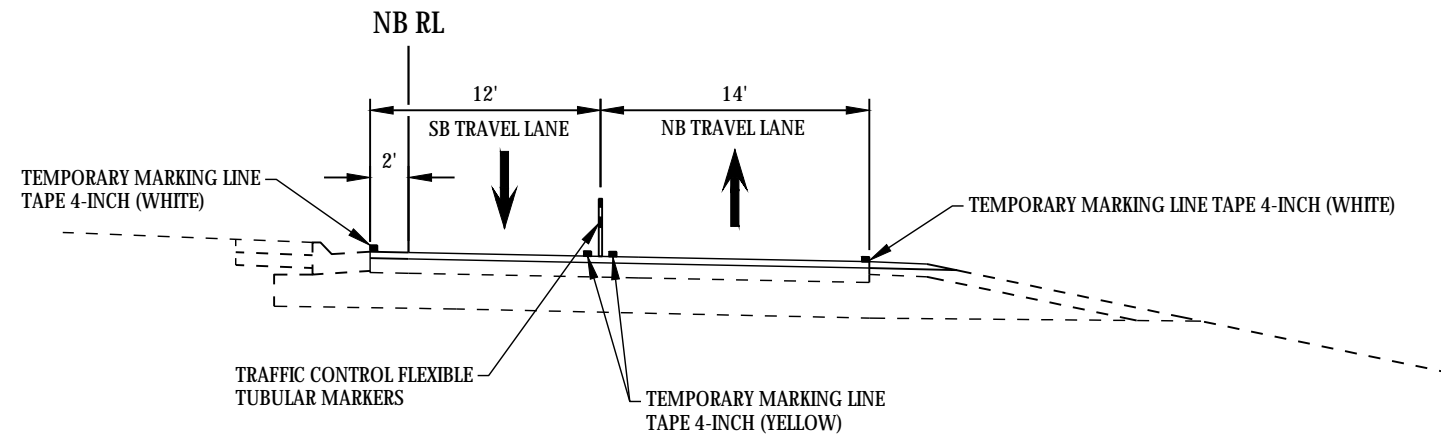 NB RL
12'
14'
SB TRAVEL LANE
NB TRAVEL LANE
2'
TEMPORARY MARKING LINE
TAPE 4-INCH (WHITE)
TEMPORARY MARKING LINE TAPE 4-INCH (WHITE)
TRAFFIC CONTROL FLEXIBLE
TUBULAR MARKERS
TEMPORARY MARKING LINE
TAPE 4-INCH (YELLOW)